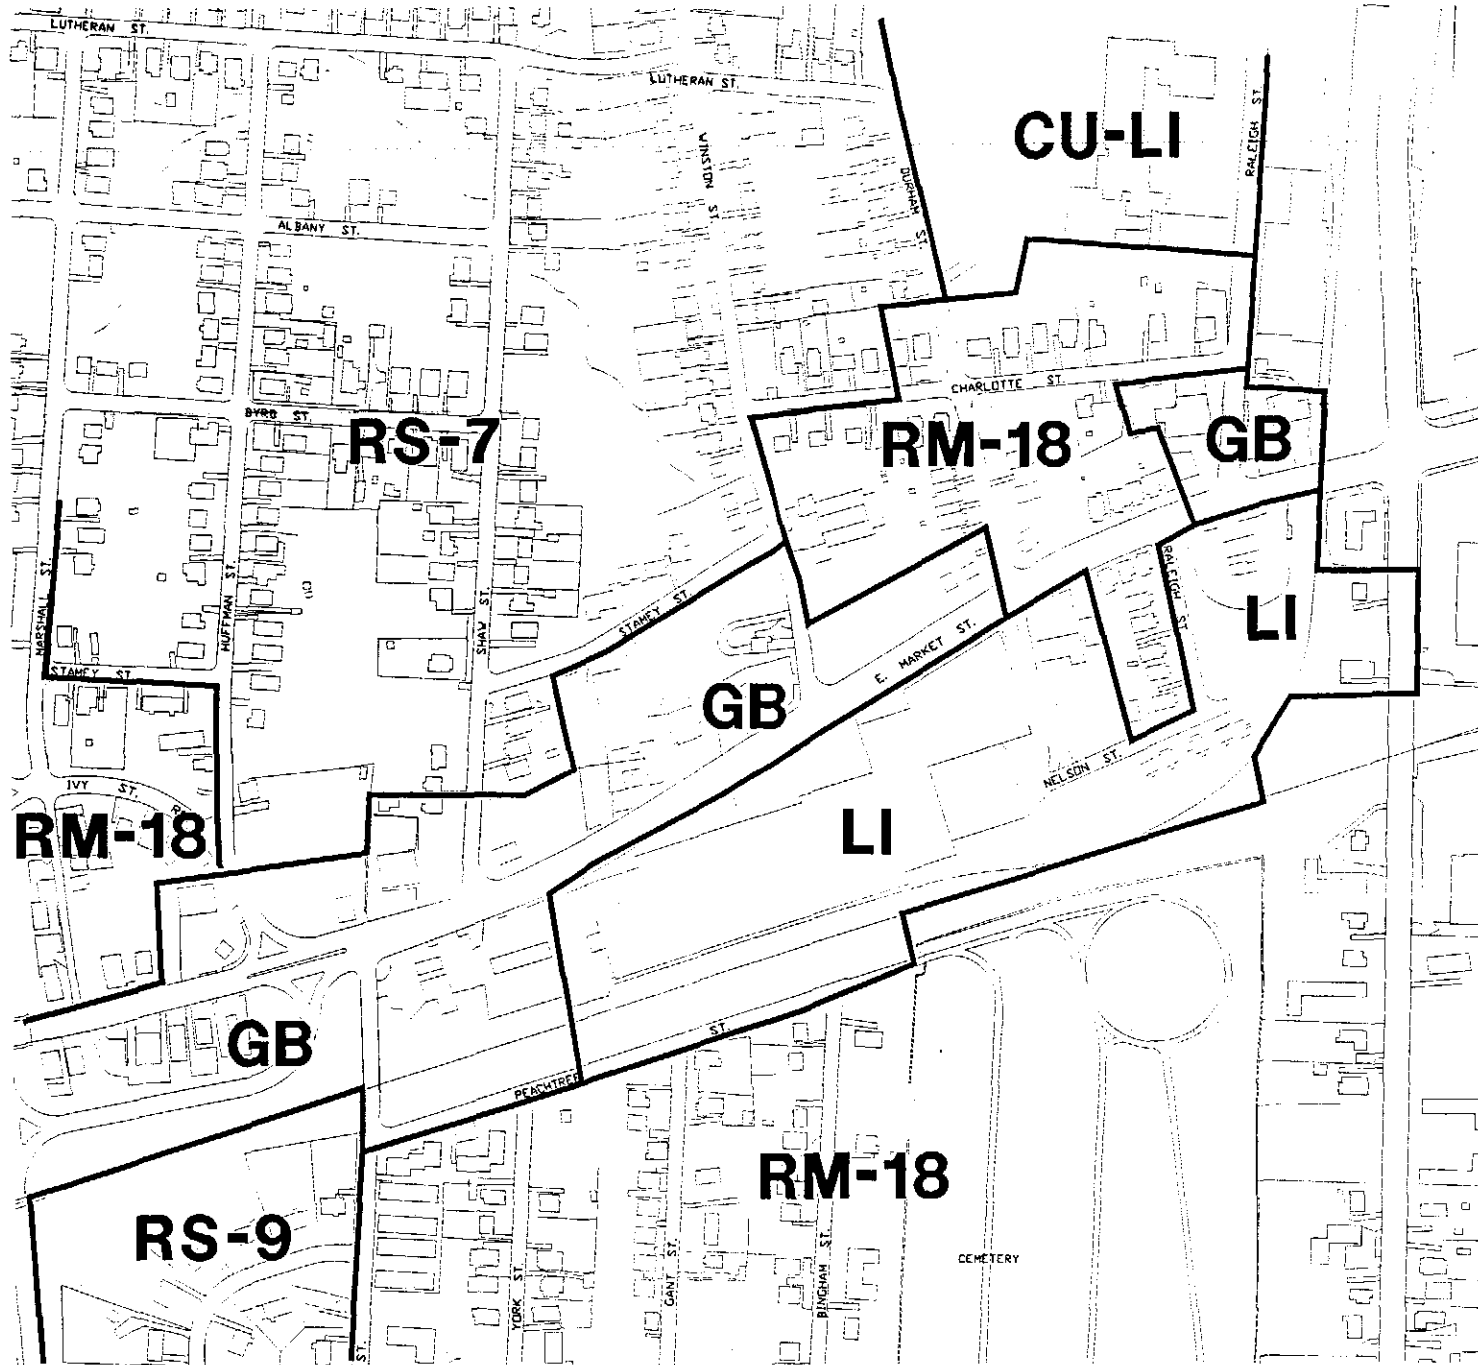 LUTHERAN ST.
LUTHERAN ST.
RALEIGH ST.
CU-LI
WINSTON ST.
DURHAM ST.
ALBANY ST.
CHARLOTTE ST.
BYRD ST.
RS-7
RM-18
GB
MARSHALL ST.
HUFFMAN ST.
SHAW ST.
STAMEY ST.
RALEIGH ST.
LI
E. MARKET ST.
STAMEY ST.
GB
NELSON ST.
IVY ST.
RM-18
LI
GB
PEACHTREE ST.
RM-18
RS-9
CEMETERY
YORK ST.
GANT ST.
BINGHAM ST.
ST.